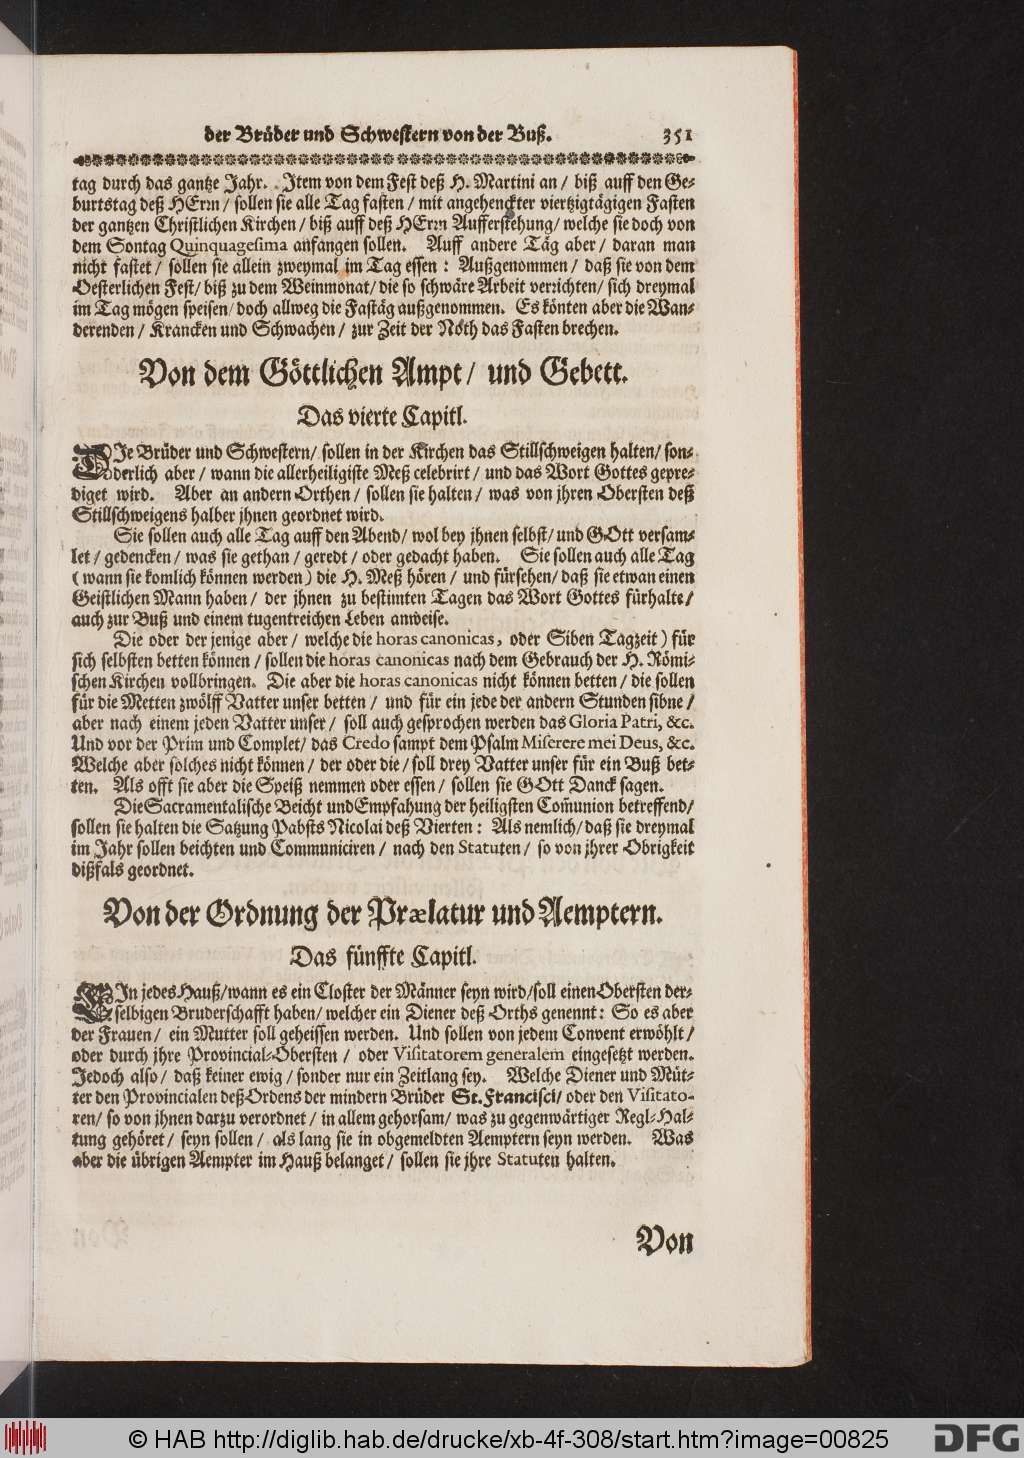 der Brüder und Schwestern von der Buß. 351
tag durch das gantze Jahr. Item von dem Fest deß H. Martini an / biß auff den Ge-
burtstag deß HErrn / sollen sie alle Tag fasten / mit angehenckter viertzigtägigen Fasten
der gantzen Christlichen Kirchen / biß auff deß HErrn Aufferstehung / welche sie doch von
dem Sontag Quinquagesima anfangen sollen. Auff andere Täg aber / daran man
nicht fastet / sollen sie allein zweymal im Tag essen : Außgenommen / daß sie von dem
Oesterlichen Fest / biß zu dem Weinmonat / die so schwäre Arbeit verrichten / sich dreymal
im Tag mögen speisen / doch allweg die Fastäg außgenommen. Es könten aber die Wan-
derenden / Krancken und Schwachen / zur Zeit der Nöth das Fasten brechen.
Von dem Göttlichen Ampt / und Gebett.
Das vierte Capitl.
DIe Brüder und Schwestern / sollen in der Kirchen das Stillschweigen halten / son-
derlich aber / wann die allerheiligiste Meß celebrirt / und das Wort Gottes gepre-
diget wird. Aber an andern Orthen / sollen sie halten / was von jhren Obersten deß
Stillschweigens halber jhnen geordnet wird.
Sie sollen auch alle Tag auff den Abend / wol bey jhnen selbst / und GOtt versam-
let / gedencken / was sie gethan / geredt / oder gedacht haben. Sie sollen auch alle Tag
( wann sie komlich können werden ) die H. Meß hören / und fürsehen / daß sie etwan einen
Geistlichen Mann haben / der jhnen zu bestimten Tagen das Wort Gottes fürhalte /
auch zur Buß und einem tugentreichen Leben anweise.
Die oder der jenige aber / welche die horas canonicas, oder Siben Tagzeit ) für
sich selbsten betten können / sollen die horas canonicas nach dem Gebrauch der H. Römi-
schen Kirchen vollbringen. Die aber die horas canonicas nicht können betten / die sollen
für die Metten zwölff Vatter unser betten / und für ein jede der andern Stunden sibne /
aber nach einem jeden Vatter unser / soll auch gesprochen werden das Gloria Patri, &c.
Und vor der Prim und Complet / das Credo sampt dem Psalm Miserere mei Deus, &c.
Welche aber solches nicht können / der oder die / soll drey Vatter unser für ein Buß bet-
ten. Als offt sie aber die Speiß nemmen oder essen / sollen sie GOtt Danck sagen.
Die Sacramentalische Beicht und Empfahung der heiligsten Com̃union betreffend /
sollen sie halten die Satzung Pabsts Nicolai deß Vierten : Als nemlich / daß sie dreymal
im Jahr sollen beichten und Communiciren / nach den Statuten / so von jhrer Obrigkeit
dißfals geordnet.
Von der Ordnung der Prælatur und Aemptern.
Das fünffte Capitl.
EIn jedes Hauß / wann es ein Closter der Männer seyn wird / soll einen Obersten der-
selbigen Bruderschafft haben / welcher ein Diener deß Orths genennt : So es aber
der Frauen / ein Mutter soll geheissen werden. Und sollen von jedem Convent erwöhlt /
oder durch jhre Provincial-Obersten / oder Visitatorem generalem eingesetzt werden.
Jedoch also / daß keiner ewig / sonder nur ein Zeitlang sey. Welche Diener und Müt-
ter den Provincialen deß Ordens der mindern Brüder St. Francisci / oder den Visitato-
ren / so von jhnen darzu verordnet / in allem gehorsam / was zu gegenwärtiger Regl-Hal-
tung gehöret / seyn sollen / als lang sie in obgemeldten Aemptern seyn werden. Was
aber die übrigen Aempter im Hauß belanget / sollen sie jhre Statuten halten.
Von
© HAB http://diglib.hab.de/drucke/xb-4f-308/start.htm?image=00825
DFG